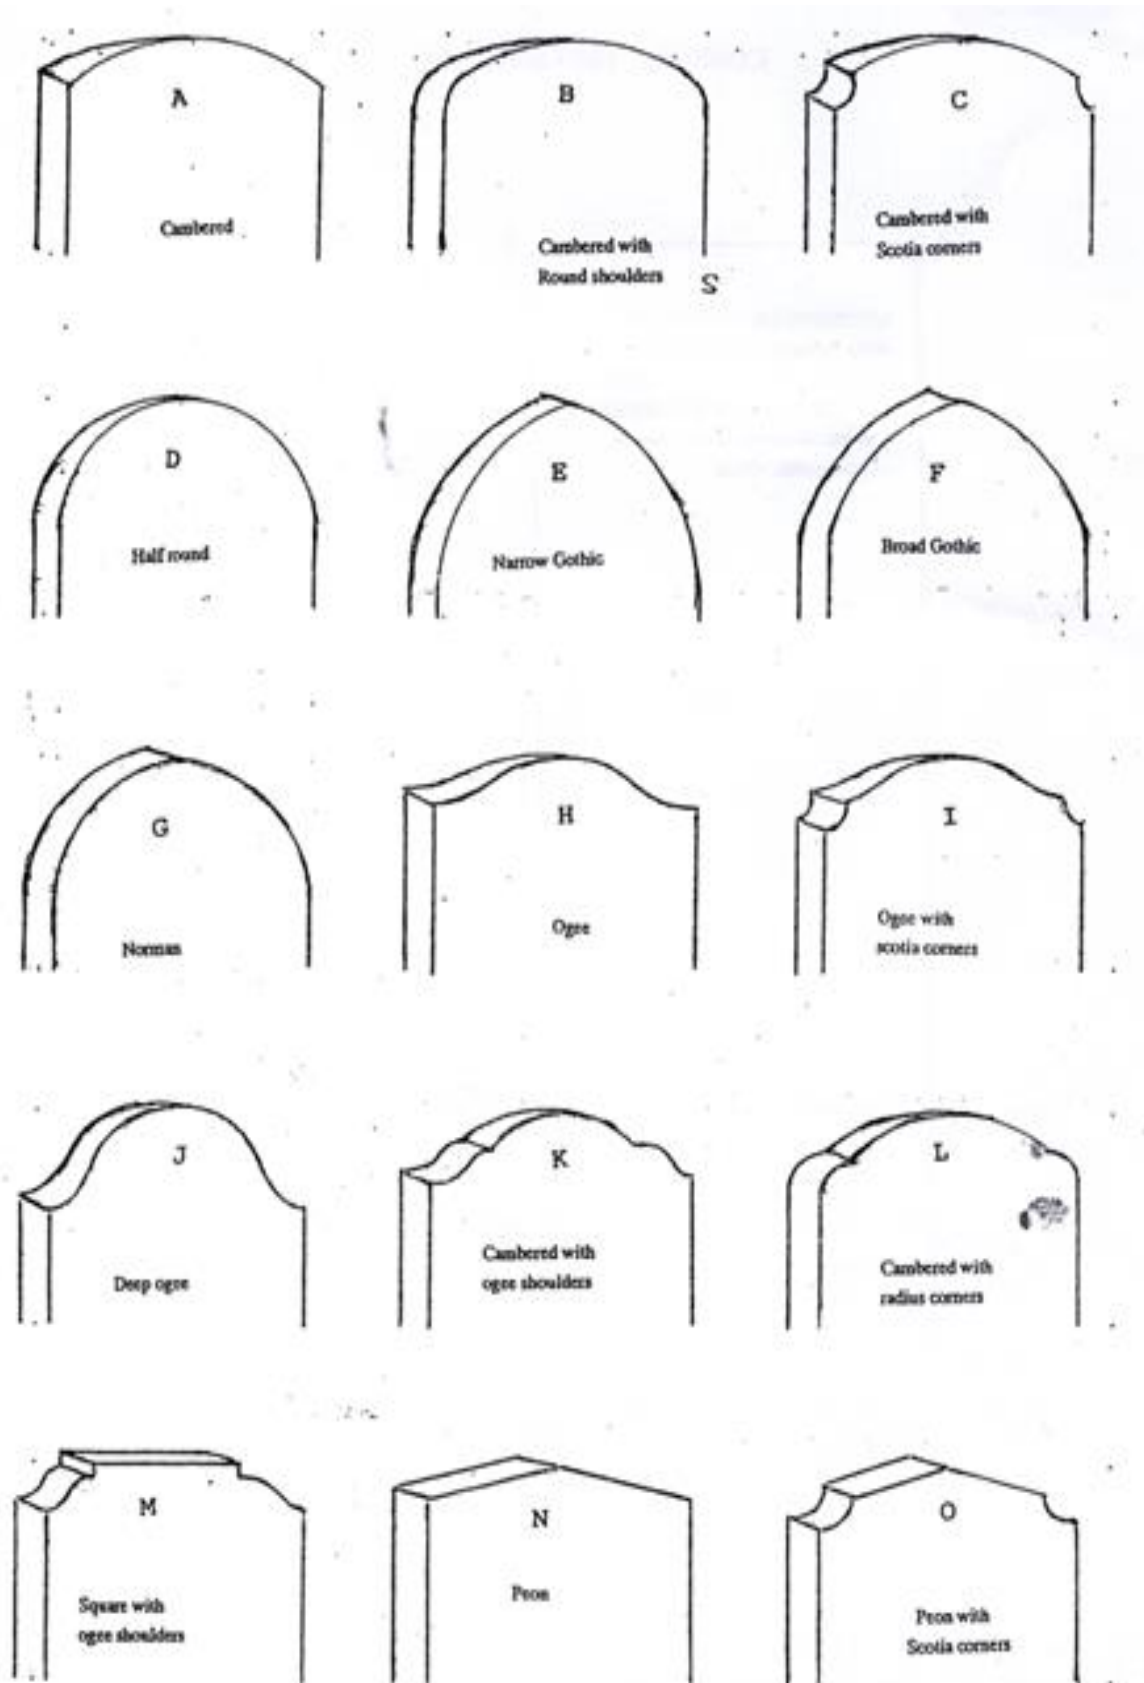 A
Cambered
B
Cambered with
Round shoulders
S
C
Cambered with
Scotia corners
D
Half round
E
Narrow Gothic
F
Broad Gothic
G
Norman
H
Ogee
I
Ogee with
scotia corners
J
Deep ogee
K
Cambered with
ogee shoulders
L
Cambered with
radius corners
M
Square with
ogee shoulders
N
Peon
O
Peon with
Scotia corners